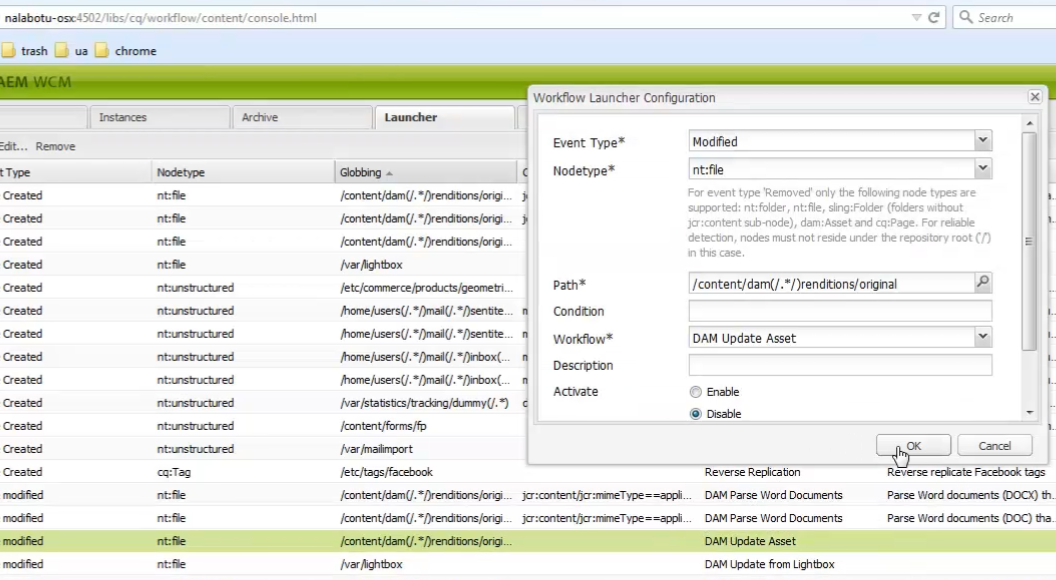 nalabotu-osx:4502/libs/cq/workflow/content/console.html
Search
trash ua chrome
AEM WCM
Instances Archive Launcher
Edit... Remove
t Type Nodetype Globbing
Created nt:file /content/dam(/.*/)renditions/origi...
Created nt:file /content/dam(/.*/)renditions/origi...
Created nt:file /content/dam(/.*/)renditions/origi...
Created nt:file /var/lightbox
Created nt:unstructured /etc/commerce/products/geometri...
Created nt:unstructured /home/users(/.*/)mail(/.*/)sentite...
Created nt:unstructured /home/users(/.*/)mail(/.*/)sentite...
Created nt:unstructured /home/users(/.*/)mail(/.*/)inbox(...
Created nt:unstructured /home/users(/.*/)mail(/.*/)inbox(...
Created nt:unstructured /var/statistics/tracking/dummy(/.*)
Created nt:unstructured /content/forms/fp
Created nt:unstructured /var/mailimport
Created cq:Tag /etc/tags/facebook Reverse Replication Reverse replicate Facebook tags
modified nt:file /content/dam(/.*/)renditions/origi... jcr:content/jcr:mimeType==appli... DAM Parse Word Documents Parse Word documents (DOCX) tha...
modified nt:file /content/dam(/.*/)renditions/origi... jcr:content/jcr:mimeType==appli... DAM Parse Word Documents Parse Word documents (DOC) tha...
modified nt:file /content/dam(/.*/)renditions/origi... DAM Update Asset
modified nt:file /var/lightbox DAM Update from Lightbox
Workflow Launcher Configuration
Event Type* Modified
Nodetype* nt:file
For event type 'Removed' only the following node types are
supported: nt:folder, nt:file, sling:Folder (folders without
jcr:content sub-node), dam:Asset and cq:Page. For reliable
detection, nodes must not reside under the repository root ('/')
in this case.
Path* /content/dam(/.*/)renditions/original
Condition
Workflow* DAM Update Asset
Description
Activate Enable
Disable
OK Cancel